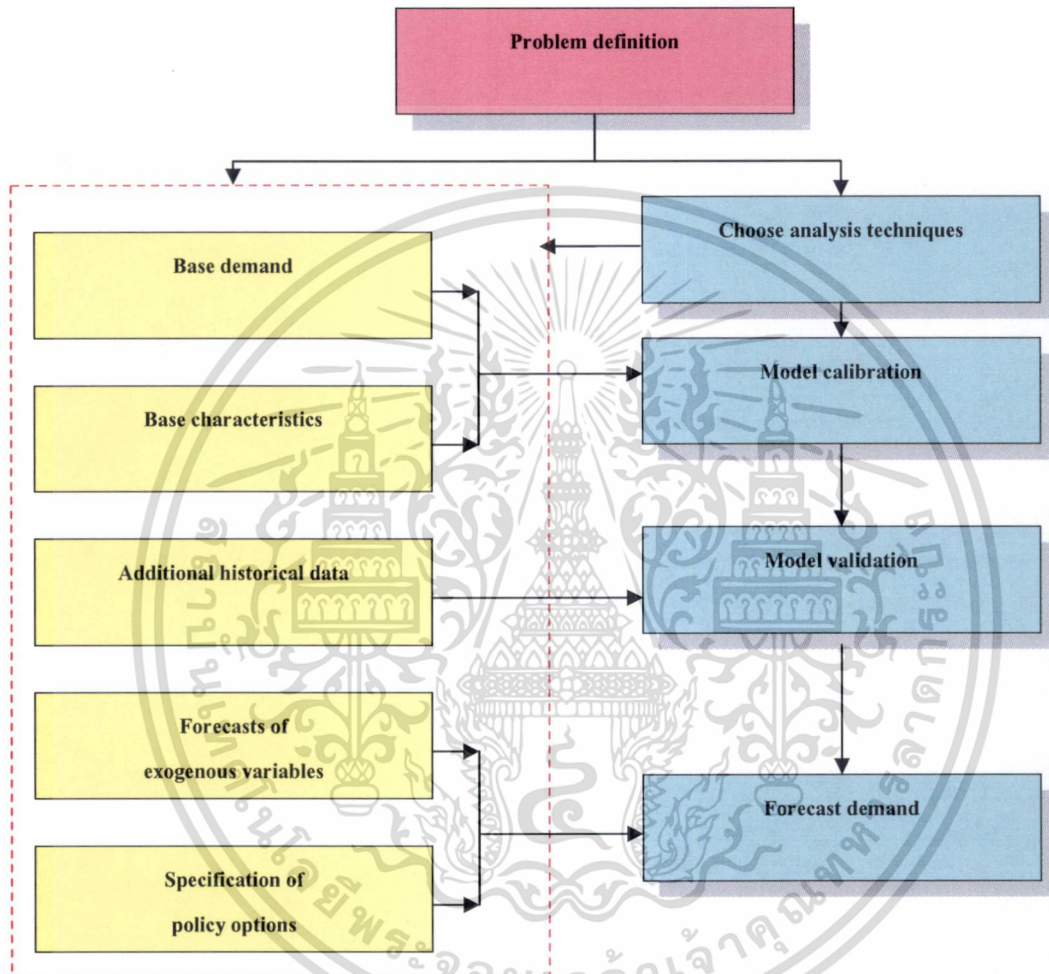 Problem definition
Choose analysis techniques
Base demand
Model calibration
Base characteristics
Model validation
Additional historical data
Forecasts of
exogenous variables
Forecast demand
Specification of
policy options